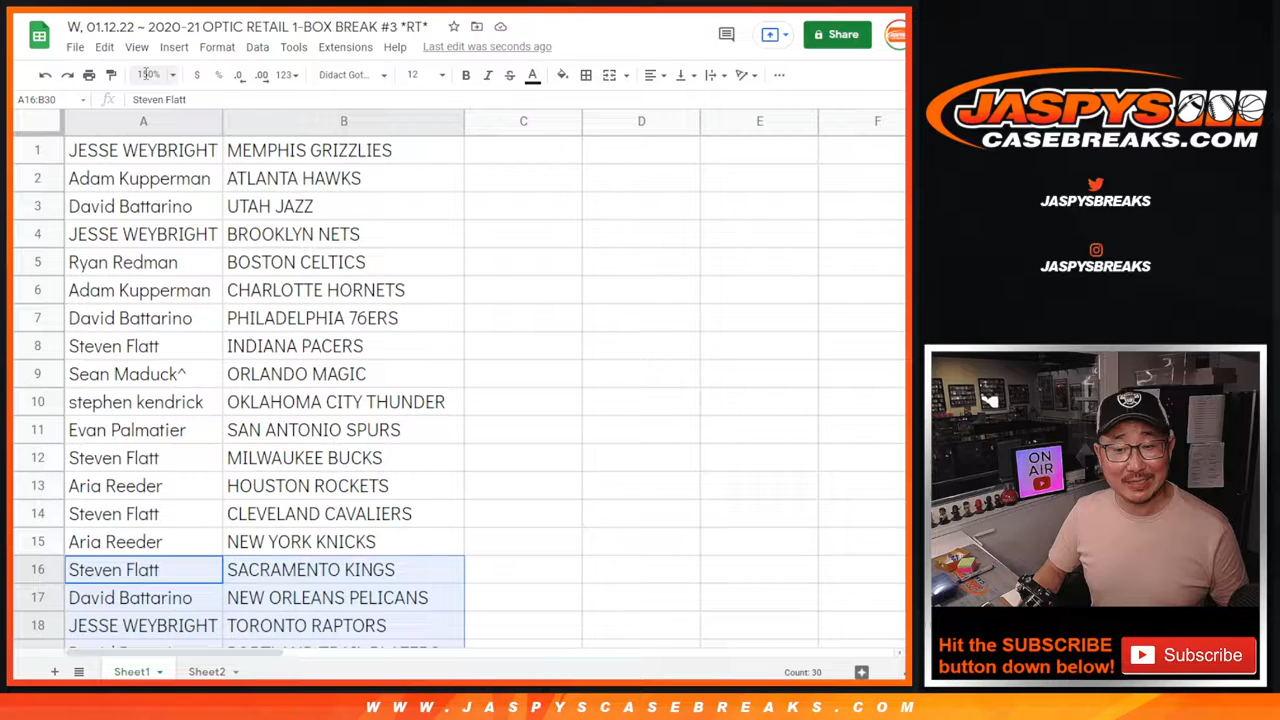 W, 01.12.22 ~ 2020-21 OPTIC RETAIL 1-BOX BREAK #3 *RT*
File Edit View Insert Format Data Tools Extensions Help Last edit was seconds ago
Share
$ % .0 .00 123 Didact Got... 12 B I S A
A16:B30 fx Steven Flatt
A B C D E F
1 JESSE WEYBRIGHT MEMPHIS GRIZZLIES
2 Adam Kupperman ATLANTA HAWKS
3 David Battarino UTAH JAZZ
4 JESSE WEYBRIGHT BROOKLYN NETS
5 Ryan Redman BOSTON CELTICS
6 Adam Kupperman CHARLOTTE HORNETS
7 David Battarino PHILADELPHIA 76ERS
8 Steven Flatt INDIANA PACERS
9 Sean Maduck^ ORLANDO MAGIC
10 stephen kendrick OKLAHOMA CITY THUNDER
11 Evan Palmatier SAN ANTONIO SPURS
12 Steven Flatt MILWAUKEE BUCKS
13 Aria Reeder HOUSTON ROCKETS
14 Steven Flatt CLEVELAND CAVALIERS
15 Aria Reeder NEW YORK KNICKS
16 Steven Flatt SACRAMENTO KINGS
17 David Battarino NEW ORLEANS PELICANS
18 JESSE WEYBRIGHT TORONTO RAPTORS
Sheet1 Sheet2 Count: 30
JASPYS
CASEBREAKS.COM
JASPYSBREAKS
JASPYSBREAKS
ON
AIR
Hit the SUBSCRIBE
button down below!
Subscribe
WWW.JASPYSCASEBREAKS.COM